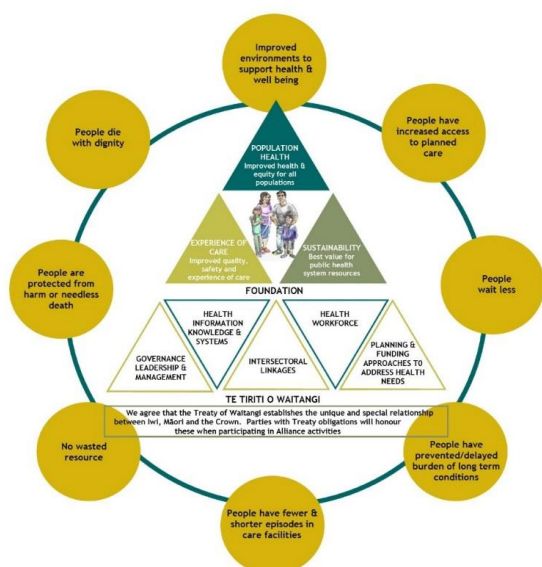 Improved
environments to
support health &
well being
People die
with dignity
People have
increased access
to planned
care
POPULATION
HEALTH
Improved health &
equity for all
populations
EXPERIENCE OF
CARE
Improved quality,
safety and
experience of care
SUSTAINABILITY
Best value for
public health
system resources
People are
protected from
harm or needless
death
People
wait less
FOUNDATION
HEALTH
INFORMATION
KNOWLEDGE &
SYSTEMS
HEALTH
WORKFORCE
GOVERNANCE
LEADERSHIP &
MANAGEMENT
INTERSECTORAL
LINKAGES
PLANNING &
FUNDING
APPROACHES TO
ADDRESS HEALTH
NEEDS
TE TIRITI O WAITANGI
We agree that the Treaty of Waitangi establishes the unique and special relationship
between Iwi, Māori and the Crown. Parties with Treaty obligations will honour
these when participating in Alliance activities
No wasted
resource
People have
prevented/delayed
burden of long term
conditions
People have fewer &
shorter episodes in
care facilities